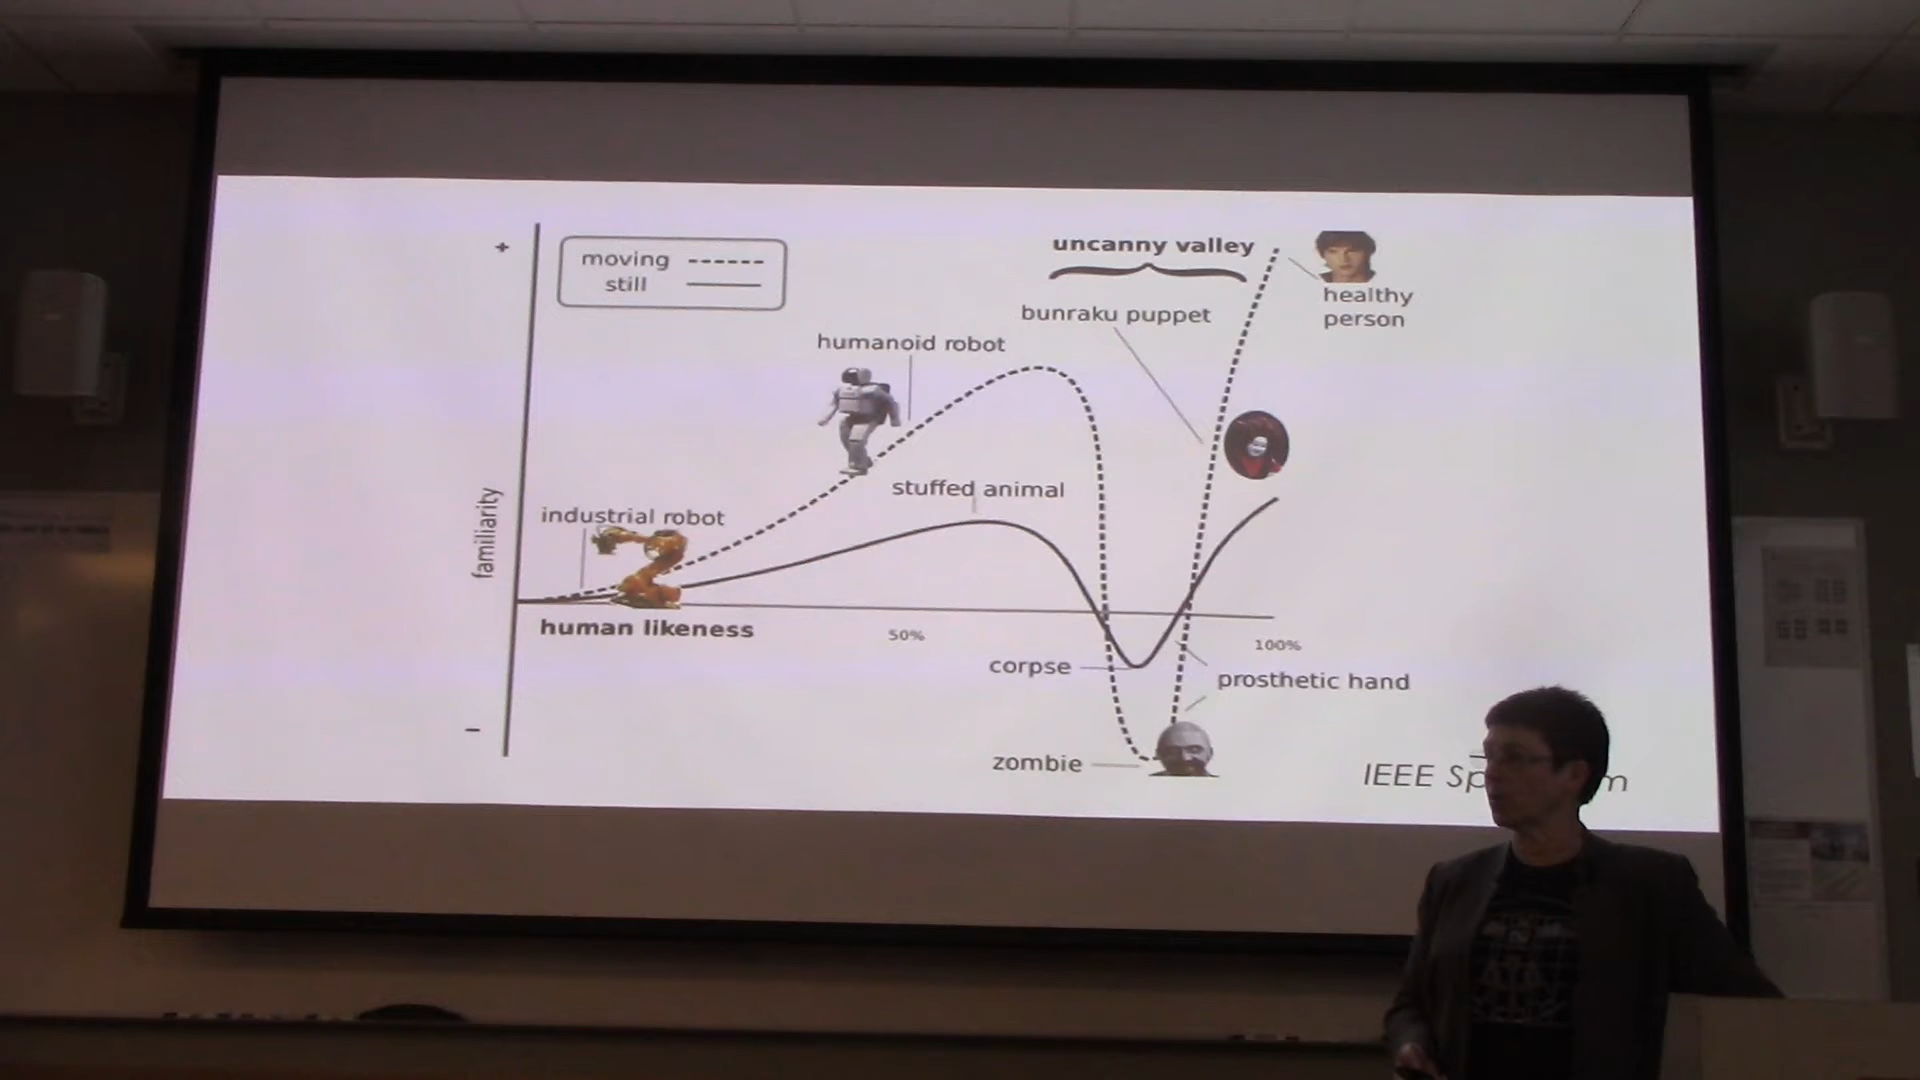 +
moving
still
uncanny valley
healthy
person
bunraku puppet
humanoid robot
stuffed animal
industrial robot
familiarity
human likeness
50%
100%
corpse
prosthetic hand
−
zombie
IEEE Sp m